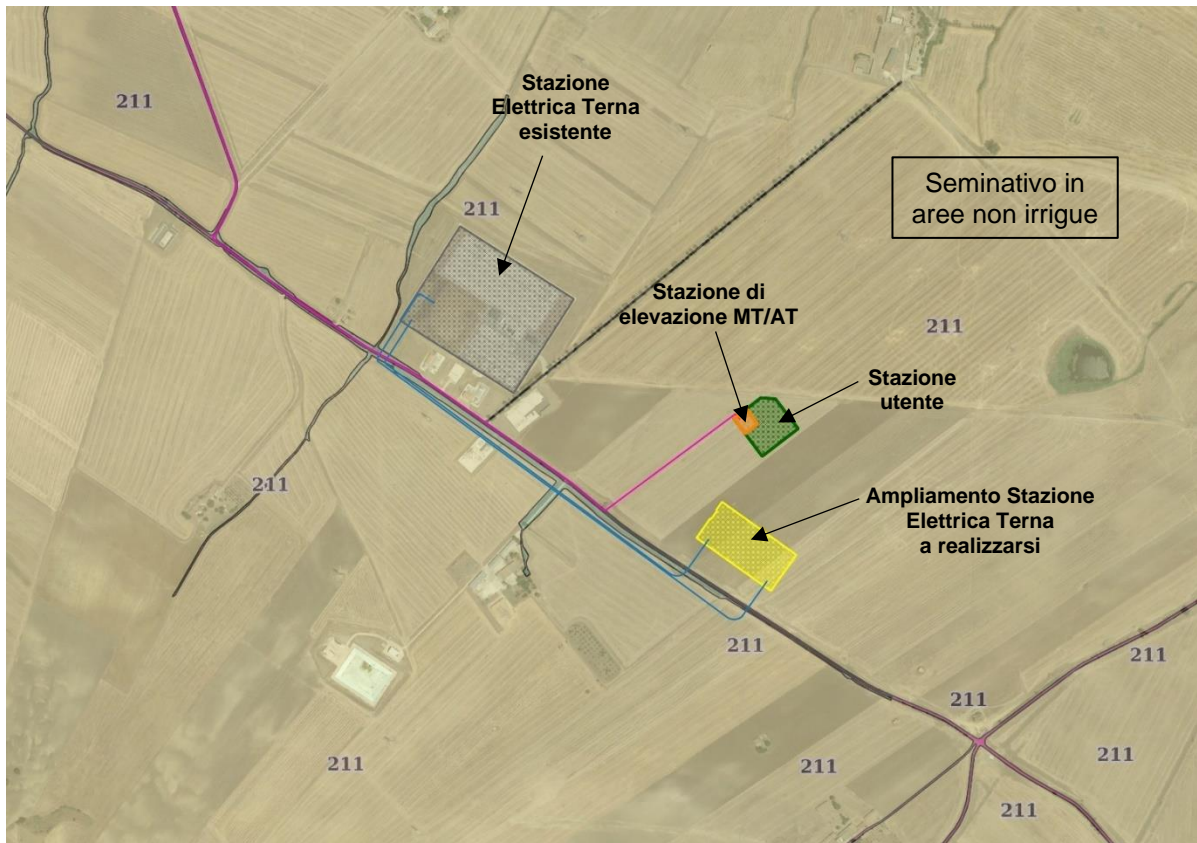 Stazione
Elettrica Terna
esistente
211
211
Seminativo in
aree non irrigue
Stazione di
elevazione MT/AT
211
Stazione
utente
211
Ampliamento Stazione
Elettrica Terna
a realizzarsi
211
211
211
211
211
211
211